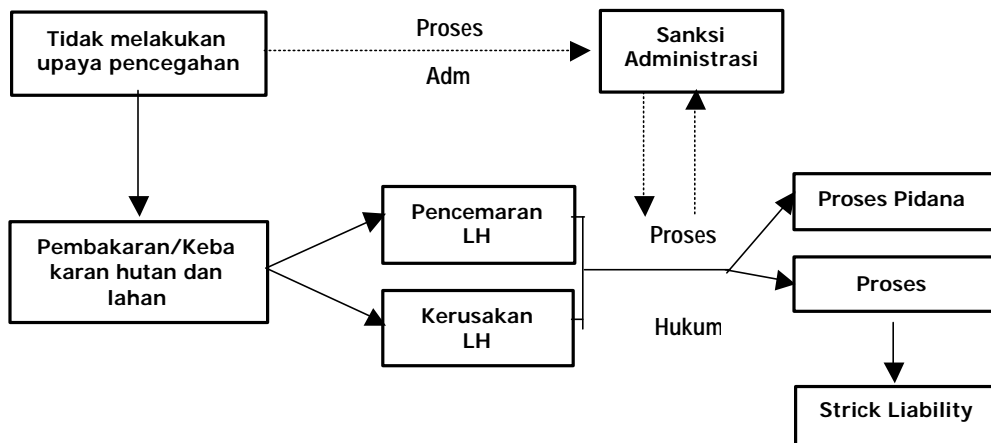 Tidak melakukan
upaya pencegahan
Proses
Adm
Sanksi
Administrasi
Pembakaran/Keba
karan hutan dan
lahan
Pencemaran
LH
Kerusakan
LH
Proses
Hukum
Proses Pidana
Proses
Strick Liability